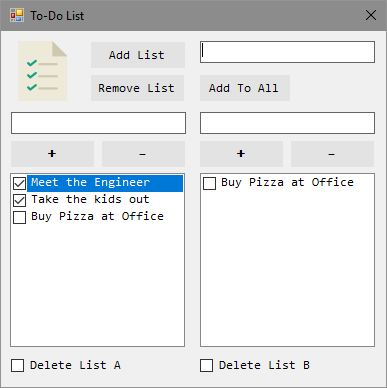 To-Do List
Add List
Remove List
Add To All
+
-
+
-
Meet the Engineer
Take the kids out
Buy Pizza at Office
Buy Pizza at Office
Delete List A
Delete List B